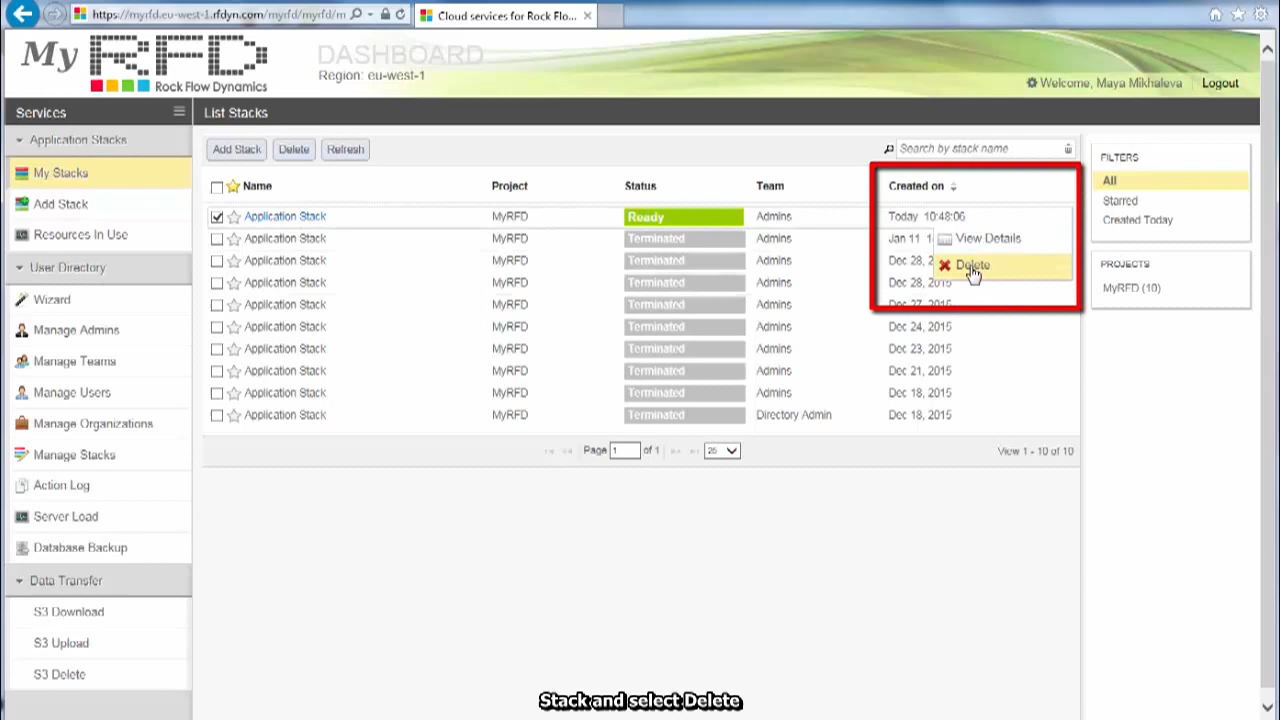 https://myrfd.eu-west-1.rfdyn.com/myrfd/myrfd/m
Cloud services for Rock Flo...
My RFD
Rock Flow Dynamics
DASHBOARD
Region: eu-west-1
Welcome, Maya Mikhaleva
Logout
Services
List Stacks
Application Stacks
My Stacks
Add Stack
Resources In Use
User Directory
Wizard
Manage Admins
Manage Teams
Manage Users
Manage Organizations
Manage Stacks
Action Log
Server Load
Database Backup
Data Transfer
S3 Download
S3 Upload
S3 Delete
Add Stack Delete Refresh
Search by stack name
Name Project Status Team Created on
Application Stack MyRFD Ready Admins Today 10:48:06
Application Stack MyRFD Terminated Admins Jan 11
View Details
Application Stack MyRFD Terminated Admins Dec 28,
Delete
Application Stack MyRFD Terminated Admins Dec 28, 2015
Application Stack MyRFD Terminated Admins Dec 27, 2015
Application Stack MyRFD Terminated Admins Dec 24, 2015
Application Stack MyRFD Terminated Admins Dec 23, 2015
Application Stack MyRFD Terminated Admins Dec 21, 2015
Application Stack MyRFD Terminated Admins Dec 18, 2015
Application Stack MyRFD Terminated Directory Admin Dec 18, 2015
Page 1 of 1 25
View 1 - 10 of 10
FILTERS
All
Starred
Created Today
PROJECTS
MyRFD (10)
Stack and select Delete